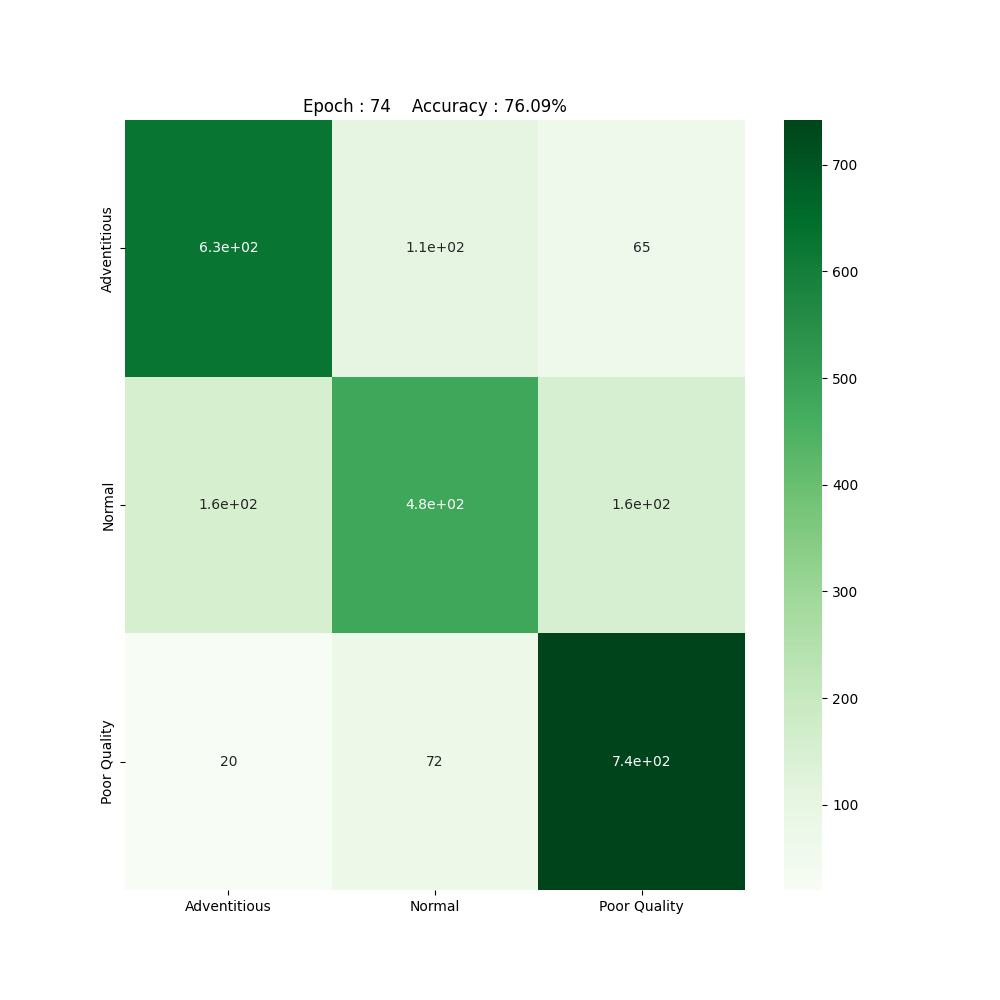 Epoch : 74    Accuracy : 76.09%
Adventitious
6.3e+02 1.1e+02 65
Normal
1.6e+02 4.8e+02 1.6e+02
Poor Quality
20 72 7.4e+02
Adventitious Normal Poor Quality
700
600
500
400
300
200
100